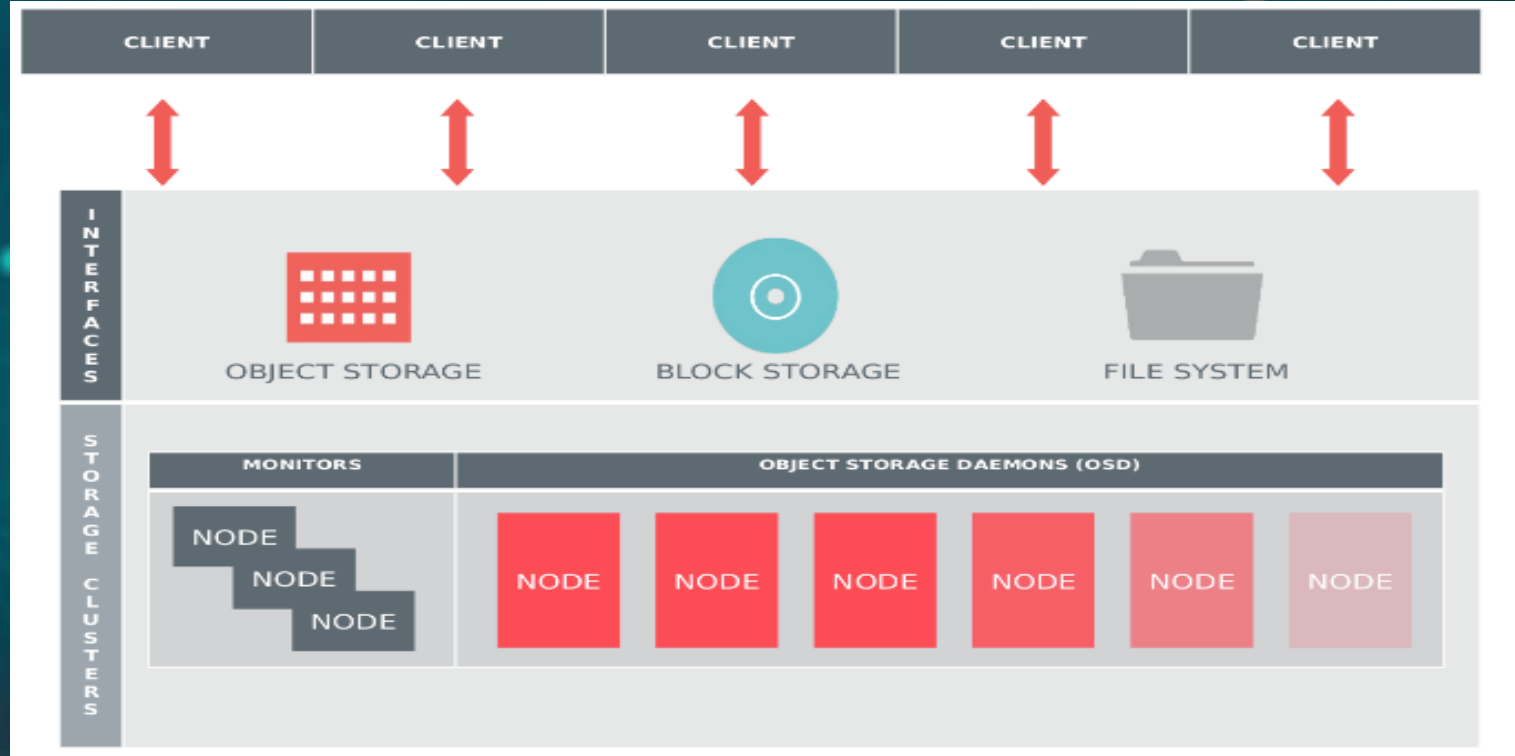 CLIENT CLIENT CLIENT CLIENT CLIENT
INTERFACES
OBJECT STORAGE BLOCK STORAGE FILE SYSTEM
STORAGE CLUSTERS
MONITORS OBJECT STORAGE DAEMONS (OSD)
NODE
NODE
NODE
NODE NODE NODE NODE NODE NODE